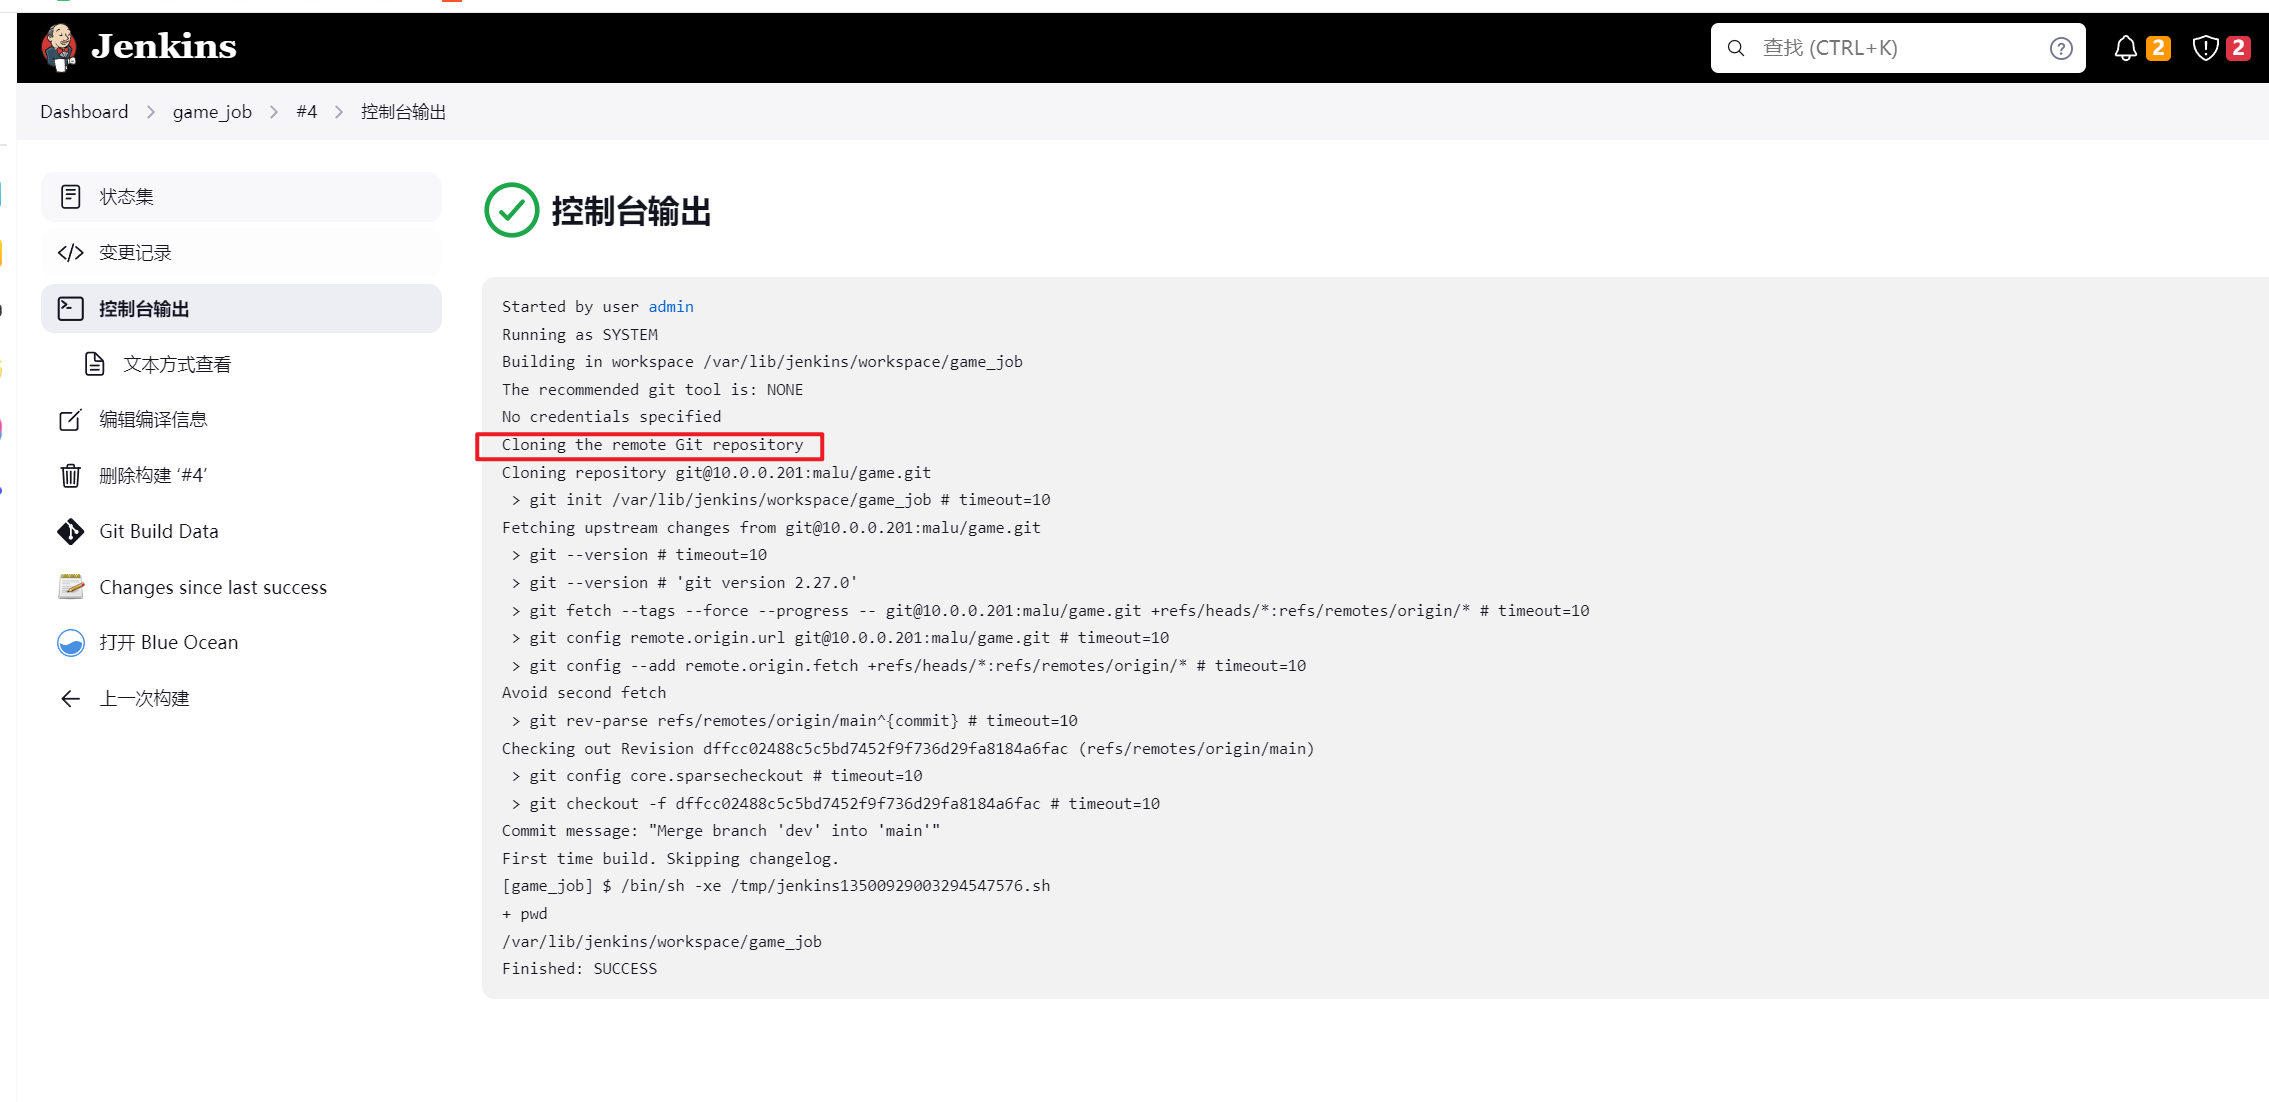 Jenkins
查找 (CTRL+K)
2
2
Dashboard
game_job
#4
控制台输出
状态集
变更记录
控制台输出
文本方式查看
编辑编译信息
删除构建 ‘#4’
Git Build Data
Changes since last success
打开 Blue Ocean
上一次构建
控制台输出
Started by user admin
Running as SYSTEM
Building in workspace /var/lib/jenkins/workspace/game_job
The recommended git tool is: NONE
No credentials specified
Cloning the remote Git repository
Cloning repository git@10.0.0.201:malu/game.git
> git init /var/lib/jenkins/workspace/game_job # timeout=10
Fetching upstream changes from git@10.0.0.201:malu/game.git
> git --version # timeout=10
> git --version # 'git version 2.27.0'
> git fetch --tags --force --progress -- git@10.0.0.201:malu/game.git +refs/heads/*:refs/remotes/origin/* # timeout=10
> git config remote.origin.url git@10.0.0.201:malu/game.git # timeout=10
> git config --add remote.origin.fetch +refs/heads/*:refs/remotes/origin/* # timeout=10
Avoid second fetch
> git rev-parse refs/remotes/origin/main^{commit} # timeout=10
Checking out Revision dffcc02488c5c5bd7452f9f736d29fa8184a6fac (refs/remotes/origin/main)
> git config core.sparsecheckout # timeout=10
> git checkout -f dffcc02488c5c5bd7452f9f736d29fa8184a6fac # timeout=10
Commit message: "Merge branch 'dev' into 'main'"
First time build. Skipping changelog.
[game_job] $ /bin/sh -xe /tmp/jenkins13500929003294547576.sh
+ pwd
/var/lib/jenkins/workspace/game_job
Finished: SUCCESS